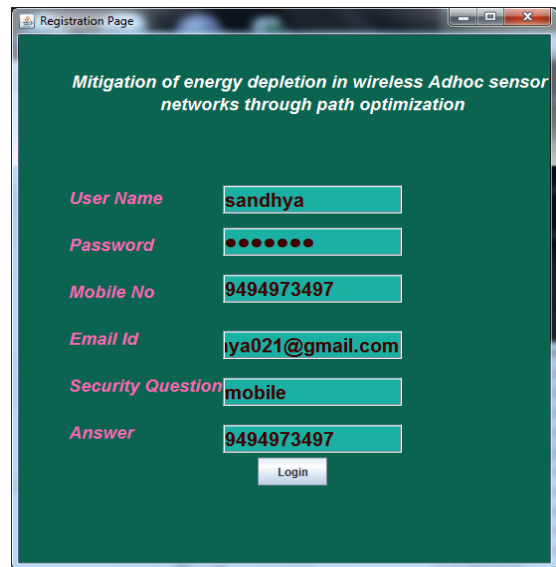 Registration Page
Mitigation of energy depletion in wireless Adhoc sensor
networks through path optimization
User Name sandhya
Password ●●●●●●●
Mobile No 9494973497
Email Id ya021@gmail.com
Security Question mobile
Answer 9494973497
Login